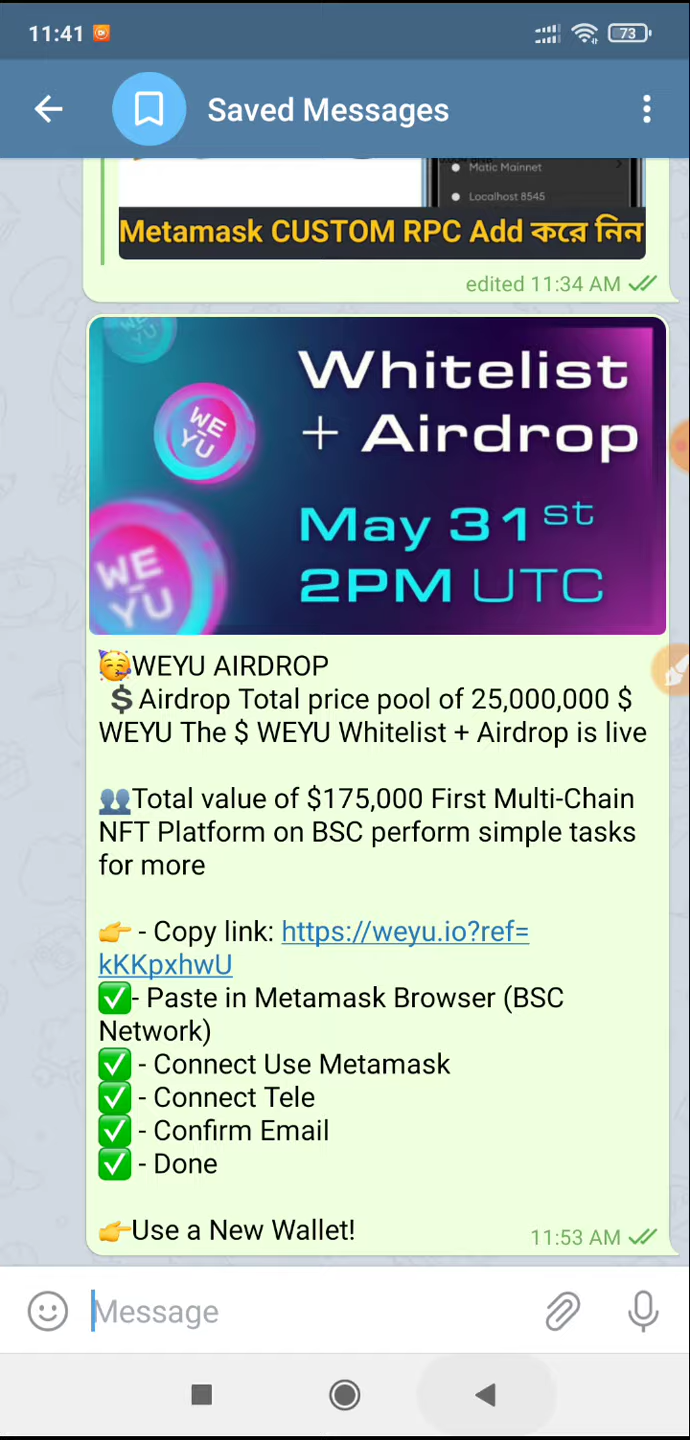 11:41
73
Saved Messages
Matic Mainnet
Localhost 8545
Metamask CUSTOM RPC Add করে নিন
edited 11:34 AM
WE
YU
Whitelist
WE
YU
+ Airdrop
May 31st
WE
YU
2PM UTC
🥳WEYU AIRDROP
💲Airdrop Total price pool of 25,000,000 $
WEYU The $ WEYU Whitelist + Airdrop is live
👥Total value of $175,000 First Multi-Chain
NFT Platform on BSC perform simple tasks
for more
👉 - Copy link: https://weyu.io?ref=
kKKpxhwU
✅- Paste in Metamask Browser (BSC
Network)
✅ - Connect Use Metamask
✅ - Connect Tele
✅ - Confirm Email
✅ - Done
👉Use a New Wallet!
11:53 AM
Message